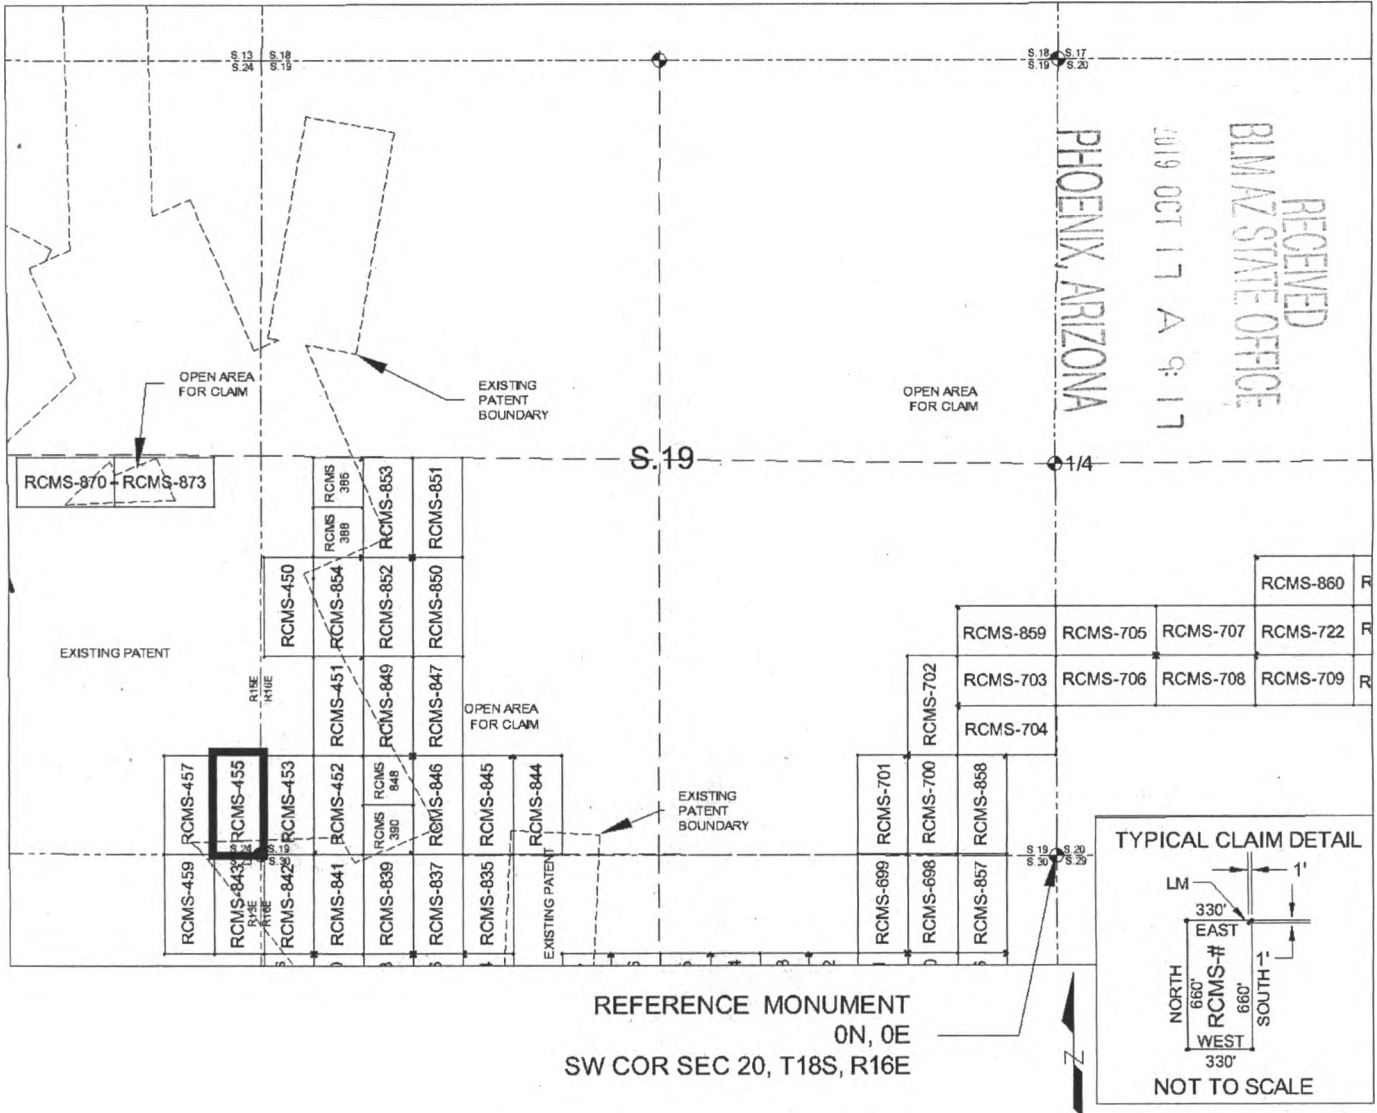 S.13 S.18
S.24 S.19
S.18 S.17
S.19 S.20
RECEIVED
BLM AZ STATE OFFICE
2019 OCT 17 A 9:17
PHOENIX, ARIZONA
OPEN AREA
FOR CLAIM
EXISTING
PATENT
BOUNDARY
OPEN AREA
FOR CLAIM
S.19
1/4
RCMS-870
RCMS-873
RCMS
386
RCMS
388
RCMS-853
RCMS-851
RCMS-450
RCMS-854
RCMS-852
RCMS-850
EXISTING PATENT
R15E
R16E
RCMS-451
RCMS-849
RCMS-847
OPEN AREA
FOR CLAIM
RCMS-860
R
RCMS-859
RCMS-705
RCMS-707
RCMS-722
R
RCMS-702
RCMS-703
RCMS-706
RCMS-708
RCMS-709
R
RCMS-704
RCMS-457
RCMS-455
RCMS-453
RCMS-452
RCMS
848
RCMS
390
RCMS-846
RCMS-845
RCMS-844
EXISTING
PATENT
BOUNDARY
RCMS-701
RCMS-700
RCMS-858
S.24 S.19
S.30
S 19 S.20
S.30 S.29
RCMS-459
RCMS-843
R15E
R16E
RCMS-842
RCMS-841
RCMS-839
RCMS-837
RCMS-835
EXISTING PATENT
RCMS-699
RCMS-698
RCMS-857
REFERENCE MONUMENT
0N, 0E
SW COR SEC 20, T18S, R16E
N
TYPICAL CLAIM DETAIL
1'
LM
330'
EAST
NORTH
660'
RCMS-#
660'
SOUTH
1'
WEST
330'
NOT TO SCALE